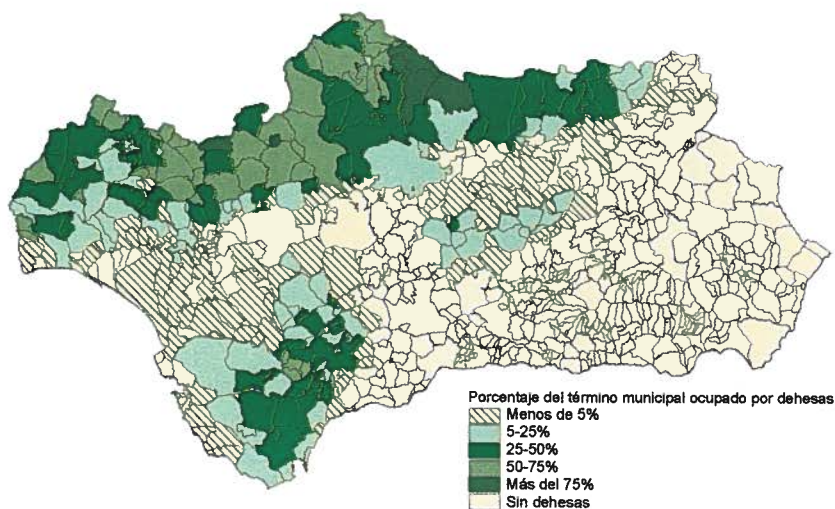 Porcentaje del término municipal ocupado por dehesas
Menos de 5%
5-25%
25-50%
50-75%
Más del 75%
Sin dehesas